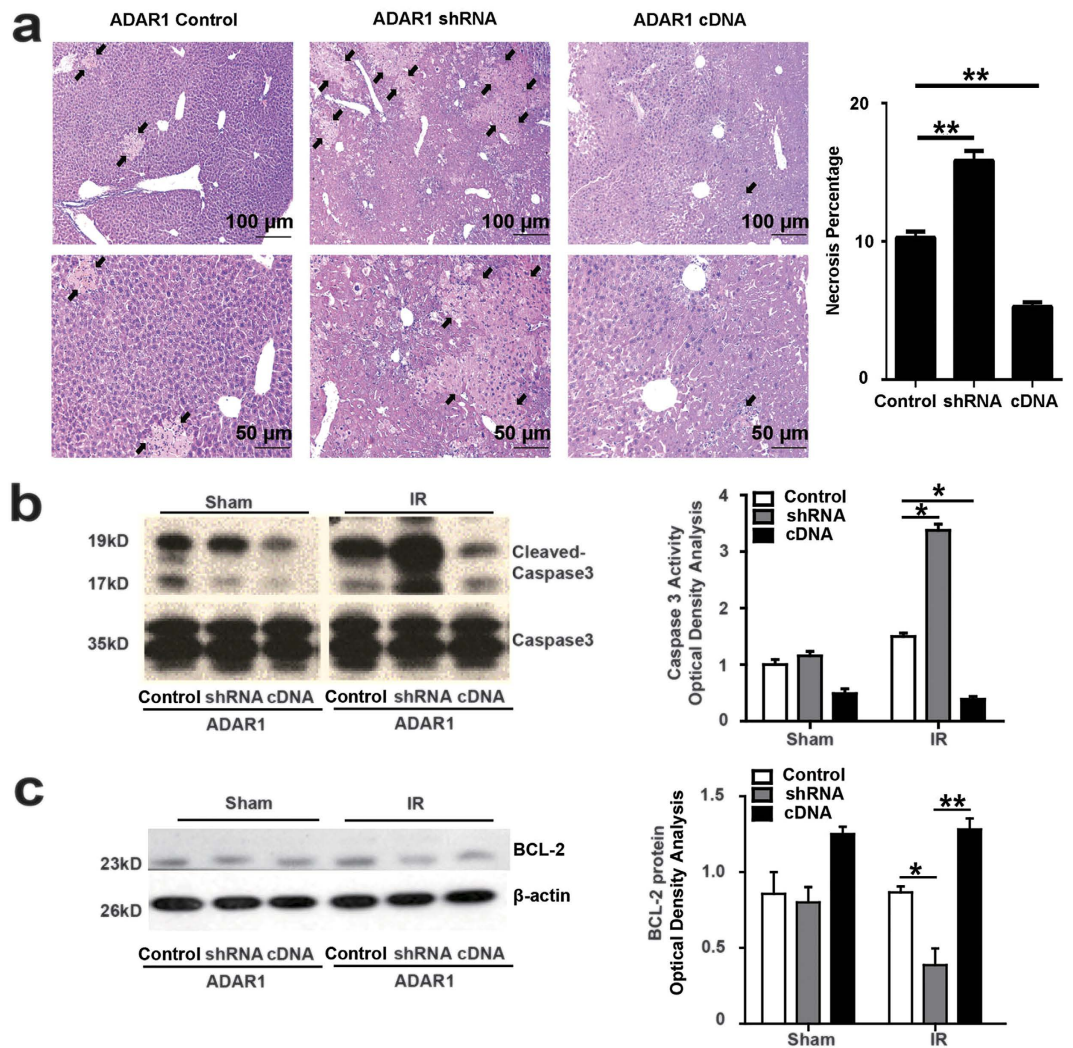 a
ADAR1 Control
ADAR1 shRNA
ADAR1 cDNA
100 µm
100 µm
100 µm
50 µm
50 µm
50 µm
**
**
20
10
0
Necrosis Percentage
Control shRNA cDNA
b
Sham
IR
19kD
17kD
35kD
Cleaved-
Caspase3
Caspase3
Control shRNA cDNA
Control shRNA cDNA
ADAR1
ADAR1
Control
shRNA
cDNA
*
*
4
3
2
1
0
Caspase 3 Activity
Optical Density Analysis
Sham
IR
c
Sham
IR
23kD
26kD
BCL-2
β-actin
Control shRNA cDNA
Control shRNA cDNA
ADAR1
ADAR1
Control
shRNA
cDNA
**
*
1.5
1.0
0.5
0
BCL-2 protein
Optical Density Analysis
Sham
IR